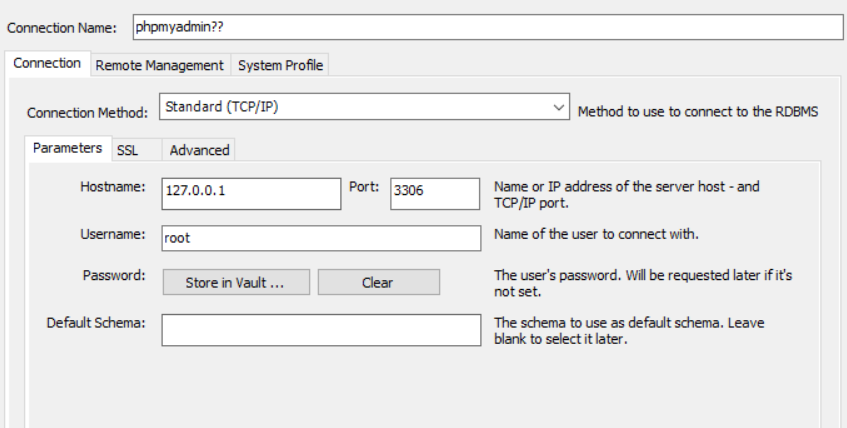 Connection Name: phpmyadmin??
Connection Remote Management System Profile
Connection Method: Standard (TCP/IP) Method to use to connect to the RDBMS
Parameters SSL Advanced
Hostname: 127.0.0.1 Port: 3306 Name or IP address of the server host - and
TCP/IP port.
Username: root Name of the user to connect with.
Password: Store in Vault ... Clear The user's password. Will be requested later if it's
not set.
Default Schema: The schema to use as default schema. Leave
blank to select it later.